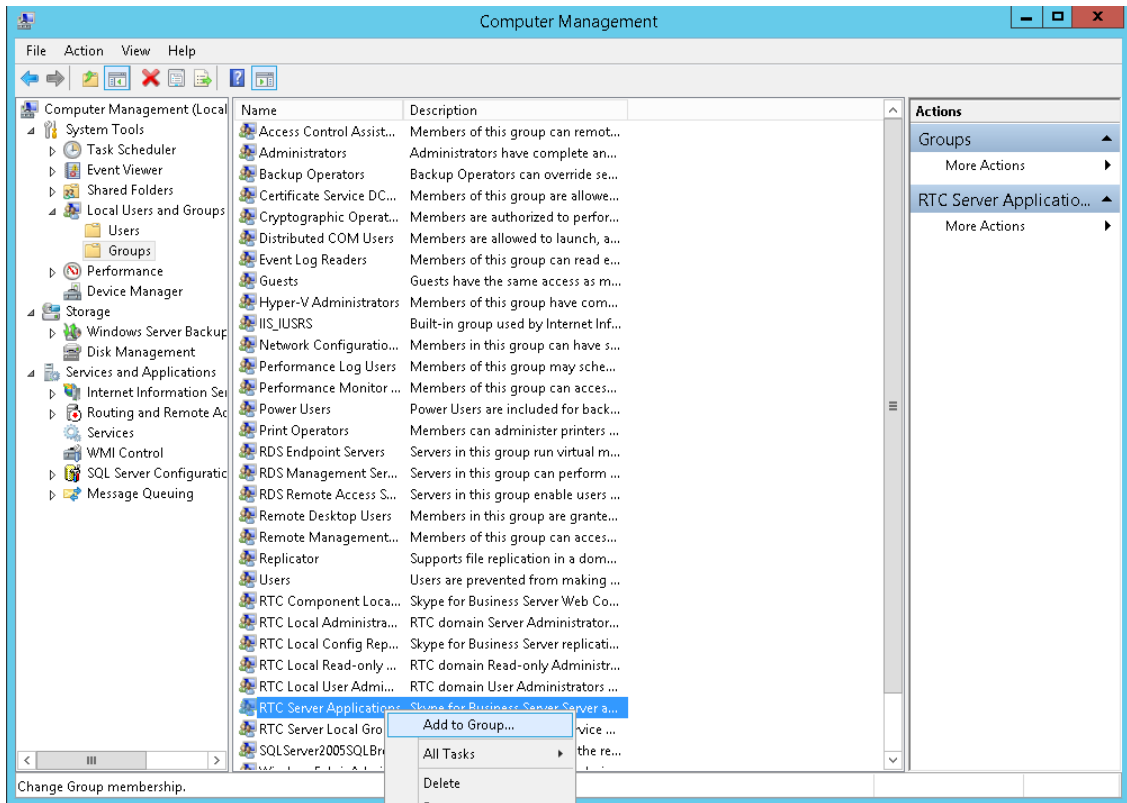 Computer Management
File Action View Help
Computer Management (Local
System Tools
Task Scheduler
Event Viewer
Shared Folders
Local Users and Groups
Users
Groups
Performance
Device Manager
Storage
Windows Server Backup
Disk Management
Services and Applications
Internet Information Ser
Routing and Remote Ac
Services
WMI Control
SQL Server Configuratic
Message Queuing
Name Description
Access Control Assist... Members of this group can remot...
Administrators Administrators have complete an...
Backup Operators Backup Operators can override se...
Certificate Service DC... Members of this group are allowe...
Cryptographic Operat... Members are authorized to perfor...
Distributed COM Users Members are allowed to launch, a...
Event Log Readers Members of this group can read e...
Guests Guests have the same access as m...
Hyper-V Administrators Members of this group have com...
IIS_IUSRS Built-in group used by Internet Inf...
Network Configuratio... Members in this group can have s...
Performance Log Users Members of this group may sche...
Performance Monitor ... Members of this group can acces...
Power Users Power Users are included for back...
Print Operators Members can administer printers ...
RDS Endpoint Servers Servers in this group run virtual m...
RDS Management Ser... Servers in this group can perform ...
RDS Remote Access S... Servers in this group enable users ...
Remote Desktop Users Members in this group are grante...
Remote Management... Members of this group can acces...
Replicator Supports file replication in a dom...
Users Users are prevented from making ...
RTC Component Loca... Skype for Business Server Web Co...
RTC Local Administra... RTC domain Server Administrator...
RTC Local Config Rep... Skype for Business Server replicati...
RTC Local Read-only ... RTC domain Read-only Administr...
RTC Local User Admi... RTC domain User Administrators ...
RTC Server Applications Skype for Business Server Server a...
RTC Server Local Gro rvice ...
SQLServer2005SQLBr the re...
Add to Group...
All Tasks
Delete
Actions
Groups
More Actions
RTC Server Applicatio...
More Actions
Change Group membership.